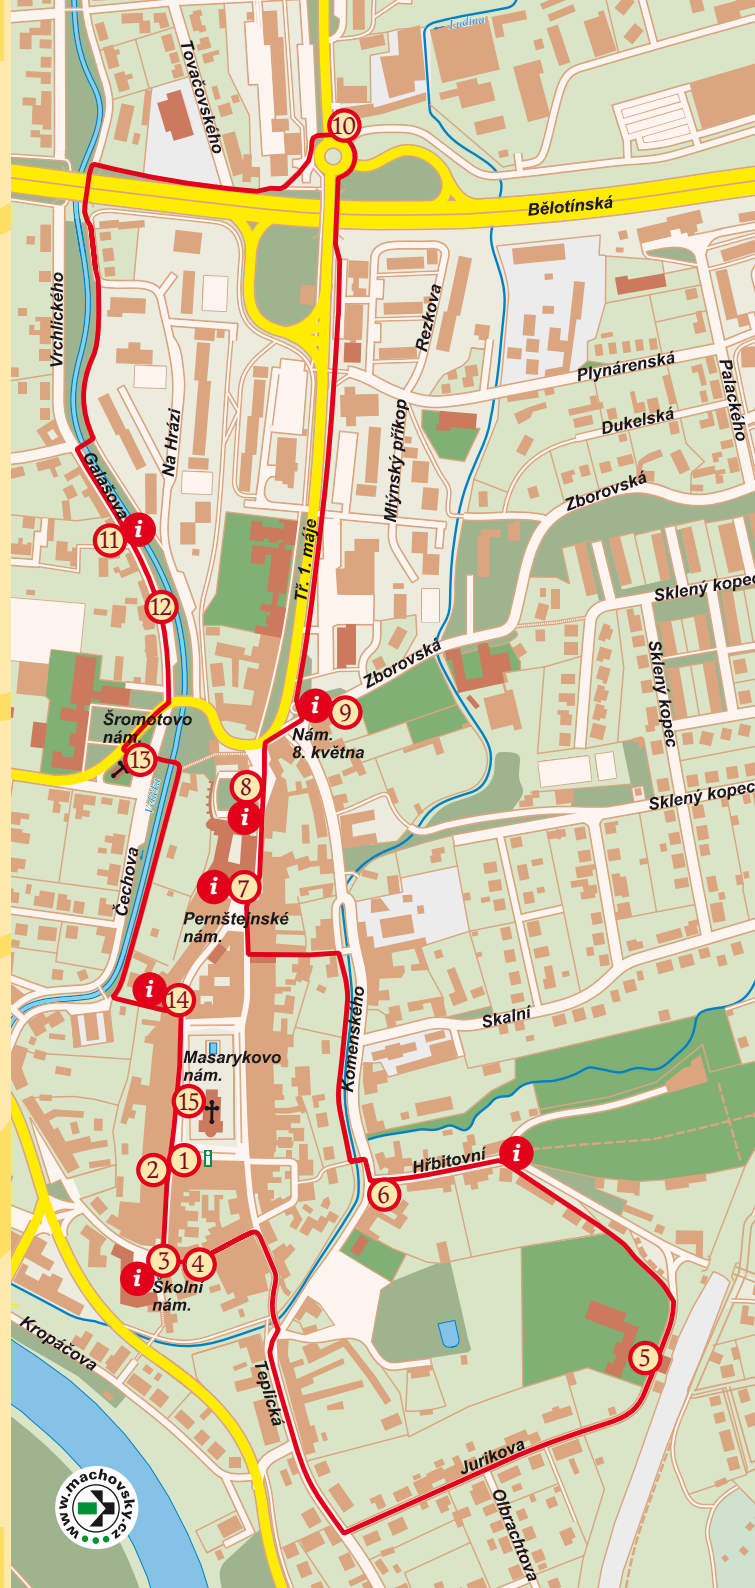 Ludina
Tovačovského
10
Bělotínská
Vrchlického
Rezkova
Plynárenská
Palackého
Dukelská
Na Hrázi
Mlýnský příkop
Zborovská
Galašova
i
11
Tř. 1. máje
12
Sklený kopec
Sklený kopec
Zborovská
i
9
Šromotovo
nám.
Nám.
8. května
13
8
i
Sklený kopec
Čechova
i
7
Pernštejnské
nám.
i
14
Skalní
Komenského
Masarykovo
nám.
15
2
1
Hřbitovní
i
6
3
4
i
Školní
nám.
Kropáčova
5
Teplická
Jurikova
Olbrachtova
www.machovsky.cz